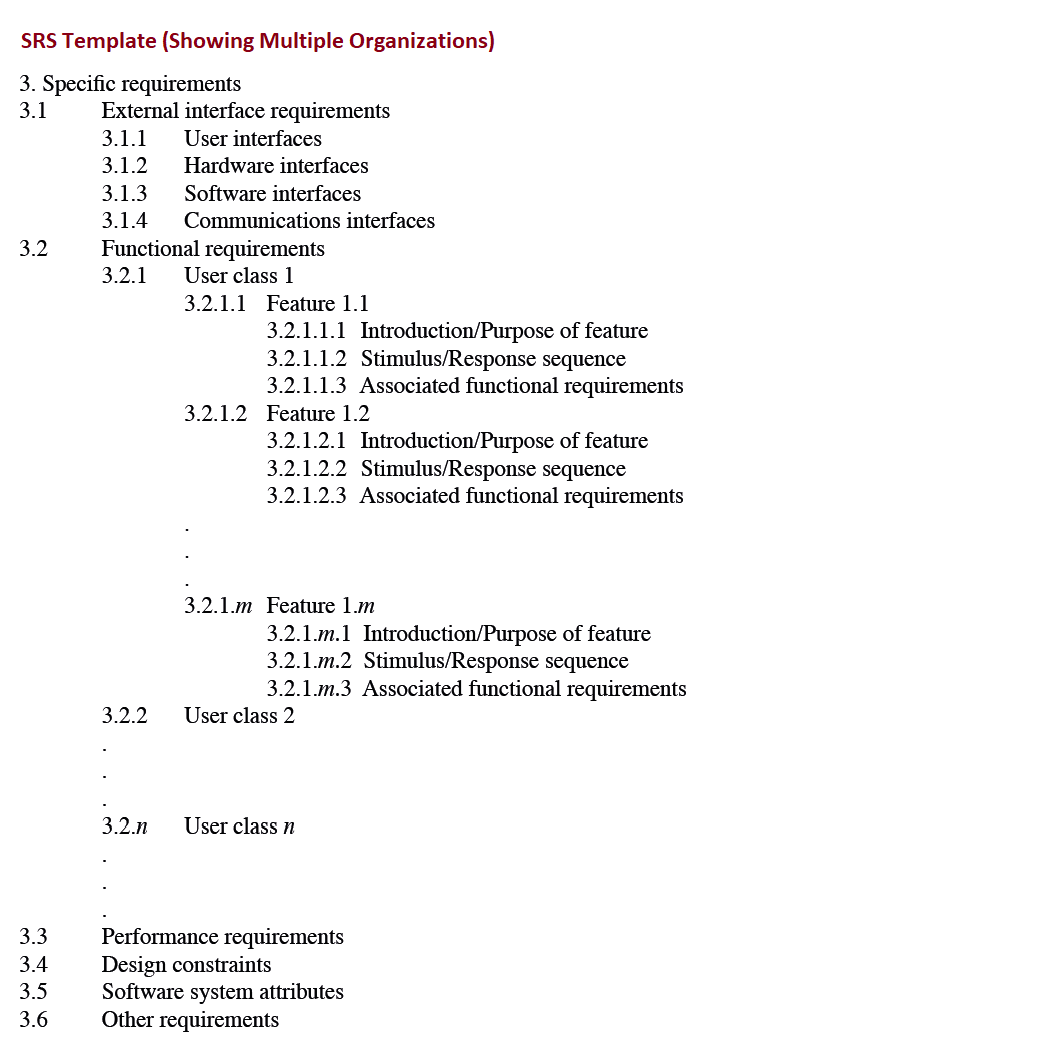 SRS Template (Showing Multiple Organizations)
3. Specific requirements
3.1 External interface requirements
3.1.1 User interfaces
3.1.2 Hardware interfaces
3.1.3 Software interfaces
3.1.4 Communications interfaces
3.2 Functional requirements
3.2.1 User class 1
3.2.1.1 Feature 1.1
3.2.1.1.1 Introduction/Purpose of feature
3.2.1.1.2 Stimulus/Response sequence
3.2.1.1.3 Associated functional requirements
3.2.1.2 Feature 1.2
3.2.1.2.1 Introduction/Purpose of feature
3.2.1.2.2 Stimulus/Response sequence
3.2.1.2.3 Associated functional requirements
.
.
.
3.2.1.m Feature 1.m
3.2.1.m.1 Introduction/Purpose of feature
3.2.1.m.2 Stimulus/Response sequence
3.2.1.m.3 Associated functional requirements
3.2.2 User class 2
.
.
.
3.2.n User class n
.
.
.
3.3 Performance requirements
3.4 Design constraints
3.5 Software system attributes
3.6 Other requirements